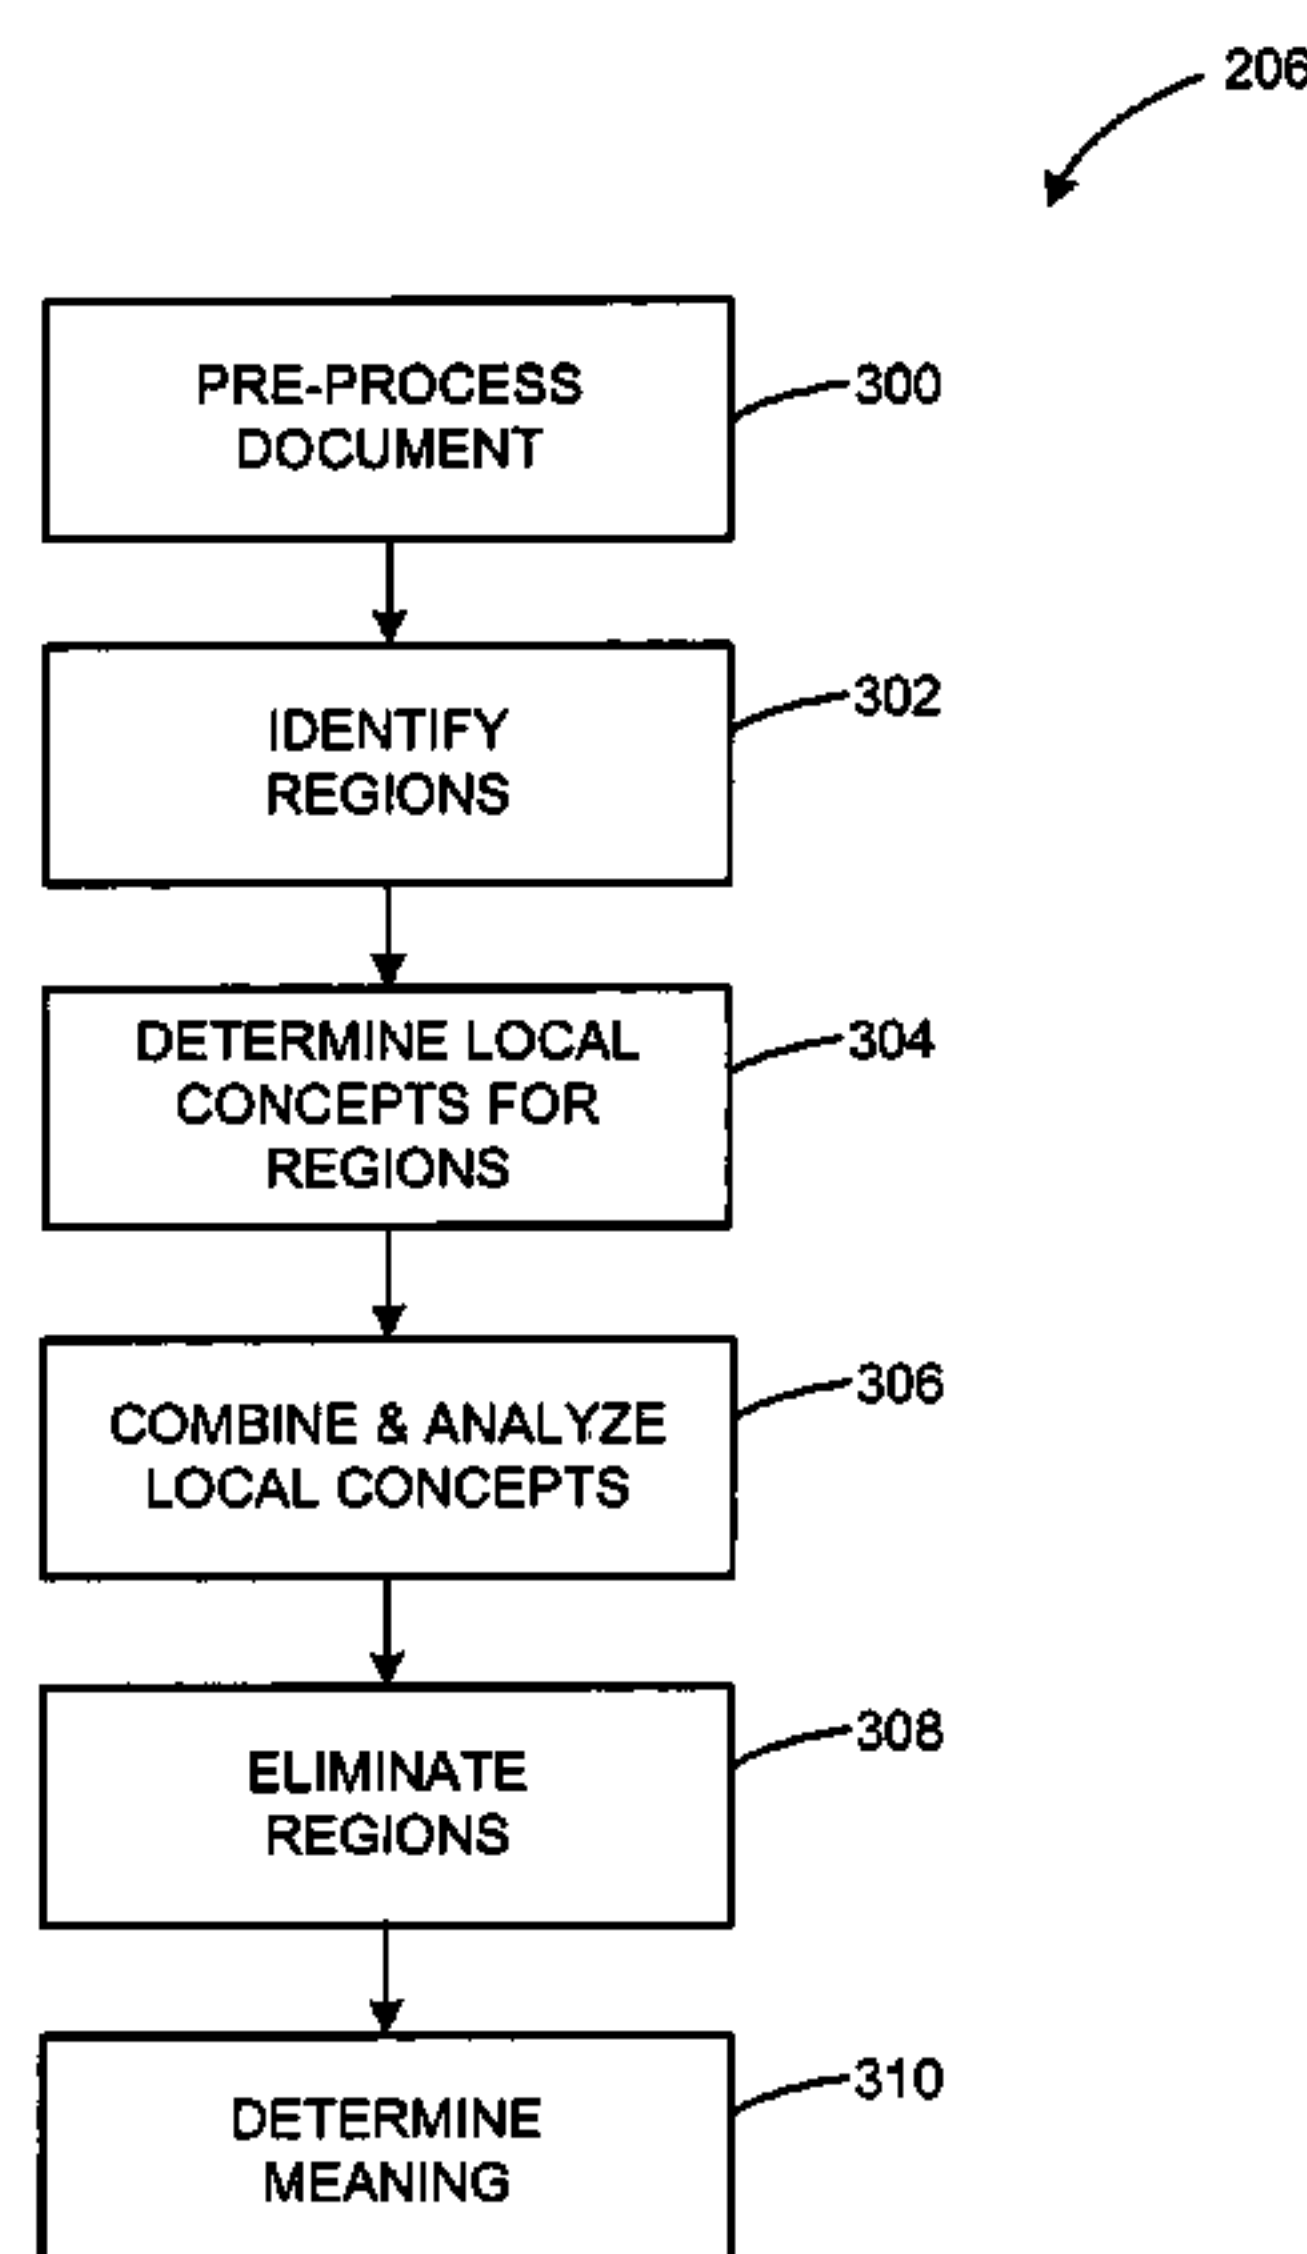 206
PRE-PROCESS
DOCUMENT
300
IDENTIFY
REGIONS
302
DETERMINE LOCAL
CONCEPTS FOR
REGIONS
304
COMBINE & ANALYZE
LOCAL CONCEPTS
306
ELIMINATE
REGIONS
308
DETERMINE
MEANING
310